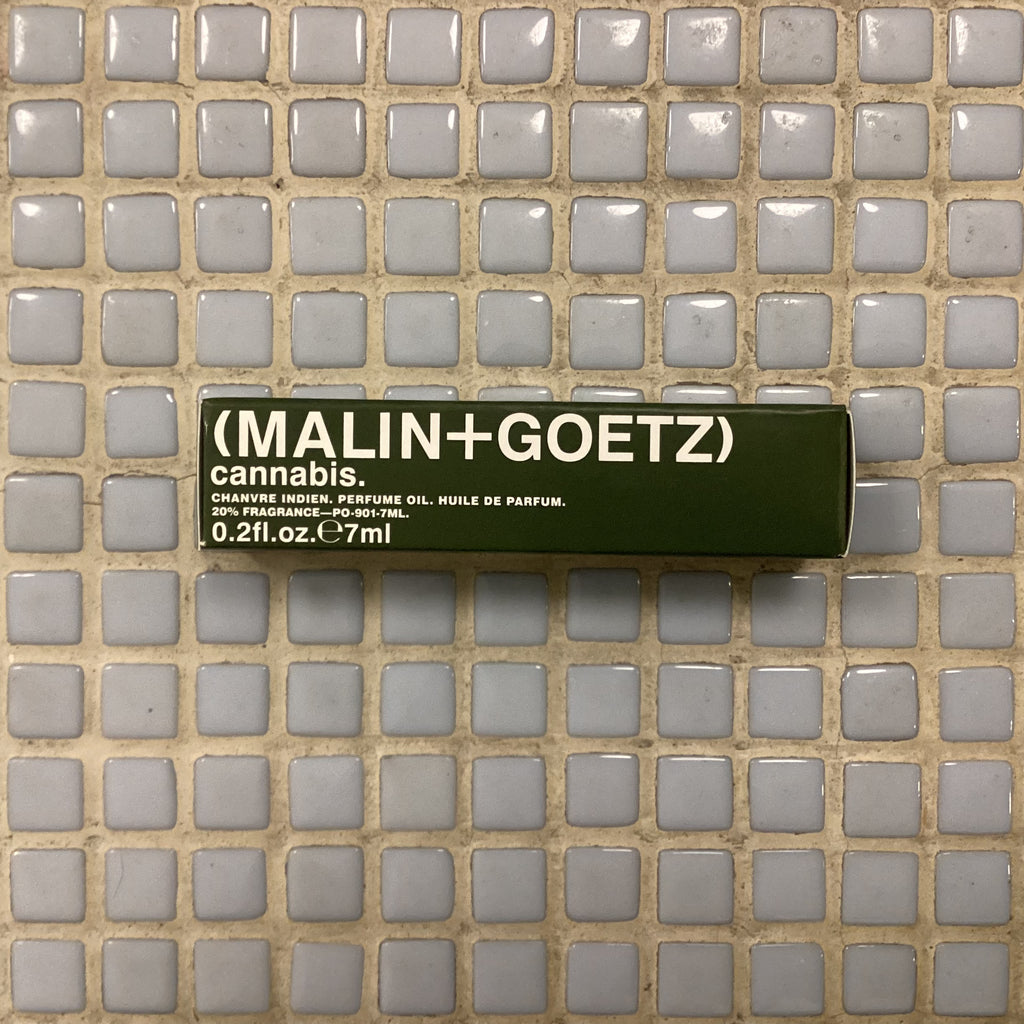 (MALIN+GOETZ)
cannabis.
CHANVRE INDIEN. PERFUME OIL. HUILE DE PARFUM.
20% FRAGRANCE—PO-901-7ML.
0.2fl.oz.℮7ml